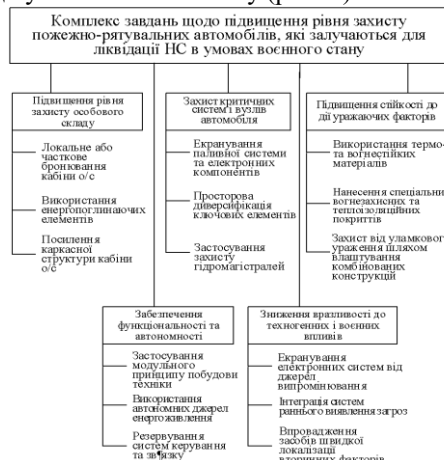 Комплекс завдань щодо підвищення рівня захисту
пожежно-рятувальних автомобілів, які залучаються для
ліквідації НС в умовах воєнного стану
Підвищення рівня
захисту особового
складу
Локальне або
часткове
бронювання
кабіни о/с
Використання
енергопоглинаючих
елементів
Посилення
каркасної
структури кабіни
о/с
Захист критичних
систем і вузлів
автомобіля
Екранування
паливної системи
та електронних
компонентів
Просторова
диверсифікація
ключових елементів
Застосування
захисту
гідромагістралей
Підвищення стійкості до
дії уражаючих факторів
Використання термо-
та вогнестійких
матеріалів
Нанесення спеціальни
вогнезахисних та
теплоізоляційних
покриттів
Захист від уламкового
ураження шляхом
влаштування
комбінованих
конструкцій
Забезпечення
функціональності та
автономності
Застосування
модульного
принципу побудови
техніки
Використання
автономних джерел
енергоживлення
Резервування
систем керування
та зв¶язку
Зниження вразливості до
техногенних і воєнних
впливів
Екранування
електронних систем від
джерел
випромінювання
Інтеграція систем
раннього виявлення загроз
Впровадження
засобів швидкої
локалізації
вторинних факторів